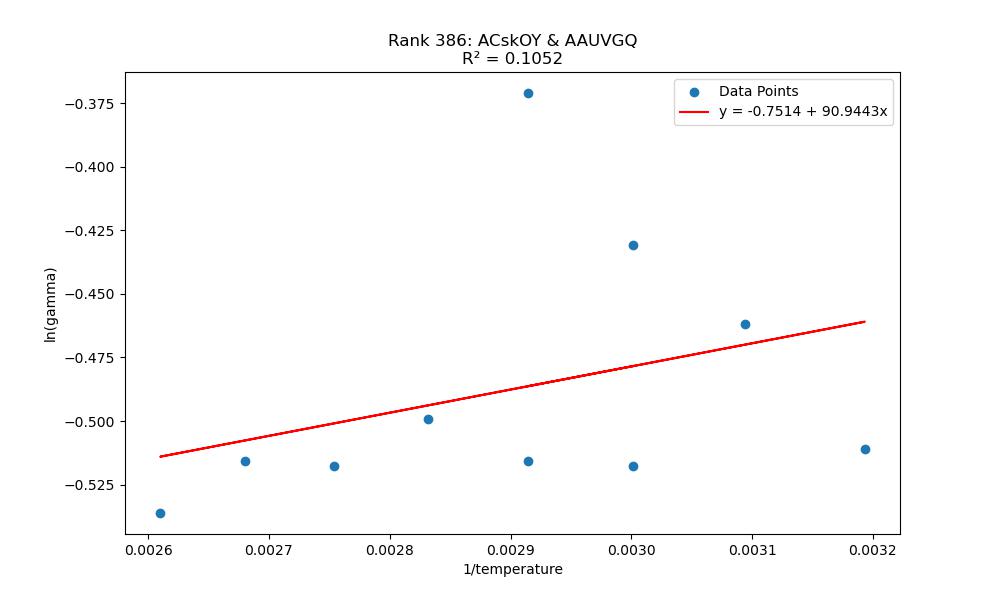 Rank 386: ACskOY & AAUVGQ
R² = 0.1052
Data Points
y = -0.7514 + 90.9443x
ln(gamma)
−0.375
−0.400
−0.425
−0.450
−0.475
−0.500
−0.525
0.0026 0.0027 0.0028 0.0029 0.0030 0.0031 0.0032
1/temperature